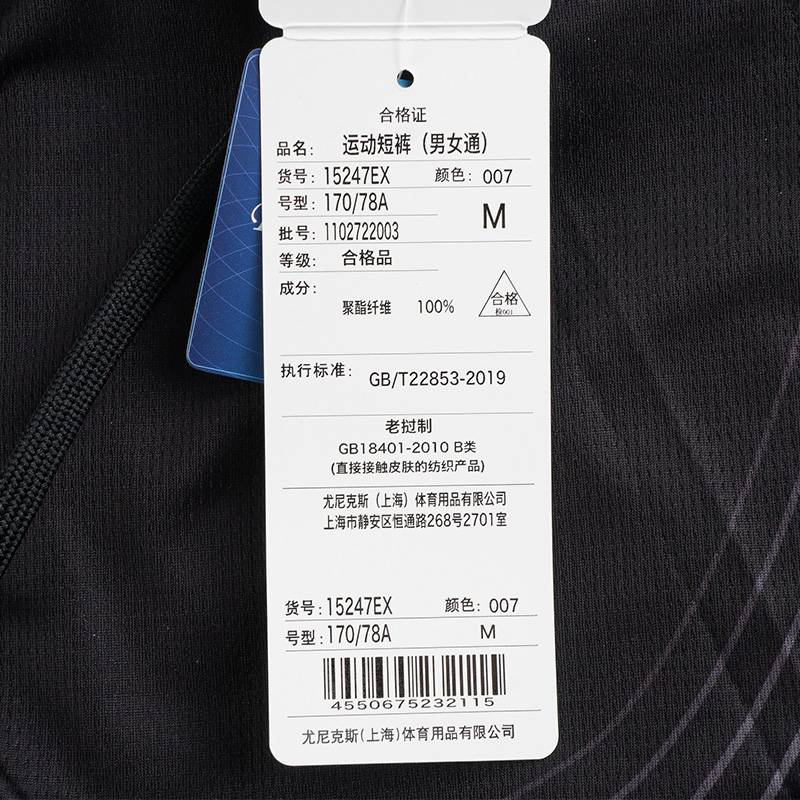 合格证
品名: 运动短裤（男女通）
货号: 15247EX 颜色: 007
号型: 170/78A M
批号: 1102722003
等级: 合格品
成分:
聚酯纤维 100%
合格
检001
执行标准: GB/T22853-2019
老挝制
GB18401-2010 B类
(直接接触皮肤的纺织产品)
尤尼克斯（上海）体育用品有限公司
上海市静安区恒通路268号2701室
货号: 15247EX 颜色: 007
号型: 170/78A M
4550675232115
尤尼克斯(上海)体育用品有限公司